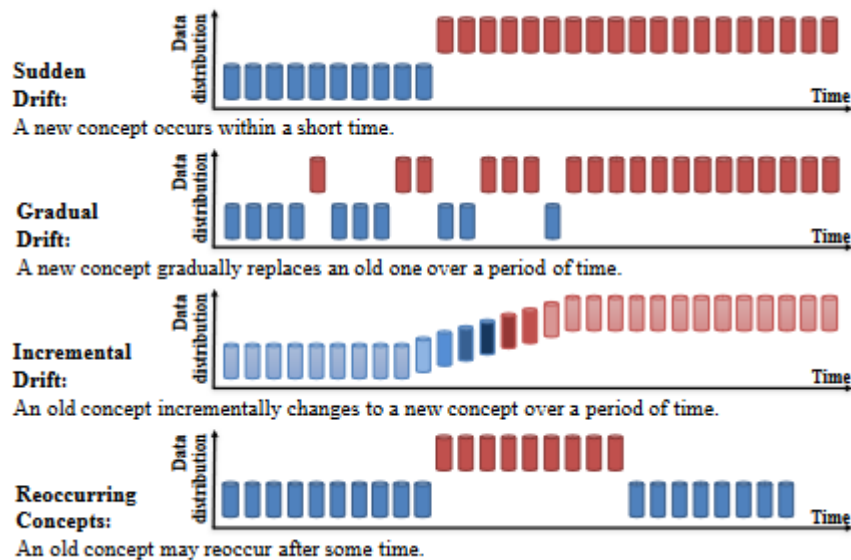 Data
distribution
Sudden
Drift:
Time
A new concept occurs within a short time.
Data
distribution
Gradual
Drift:
Time
A new concept gradually replaces an old one over a period of time.
Data
distribution
Incremental
Drift:
Time
An old concept incrementally changes to a new concept over a period of time.
Data
distribution
Reoccurring
Concepts:
Time
An old concept may reoccur after some time.